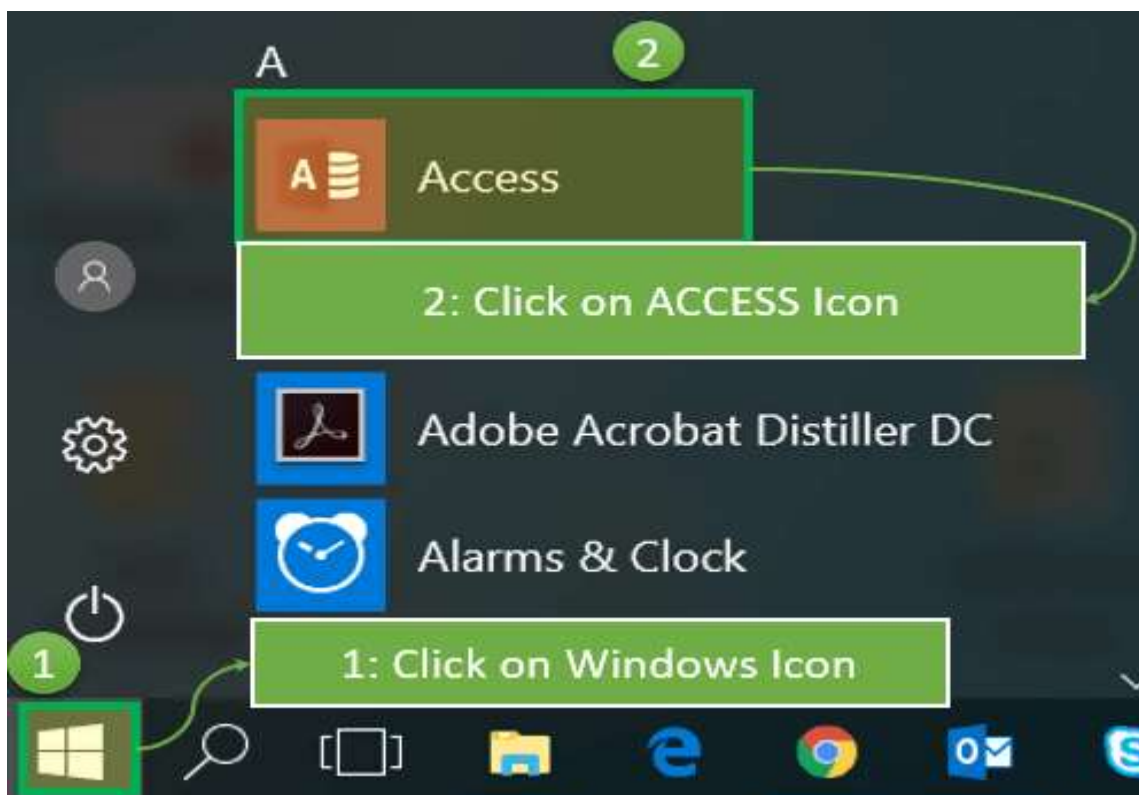 A
2
A
Access
2: Click on ACCESS Icon
Adobe Acrobat Distiller DC
Alarms & Clock
1
1: Click on Windows Icon
e
O
S